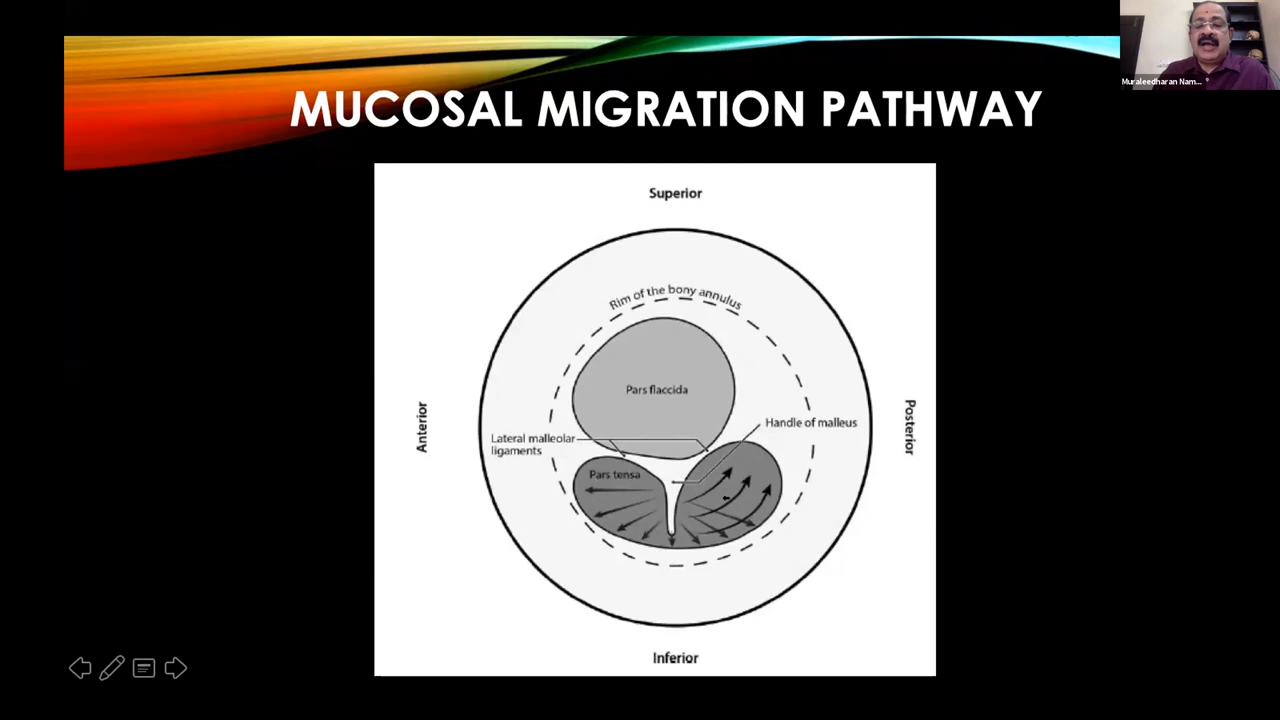 MUCOSAL MIGRATION PATHWAY
Muraleedharan Nam...
Superior
Rim of the bony annulus
Pars flaccida
Anterior
Posterior
Handle of malleus
Lateral malleolar
ligaments
Pars tensa
Inferior